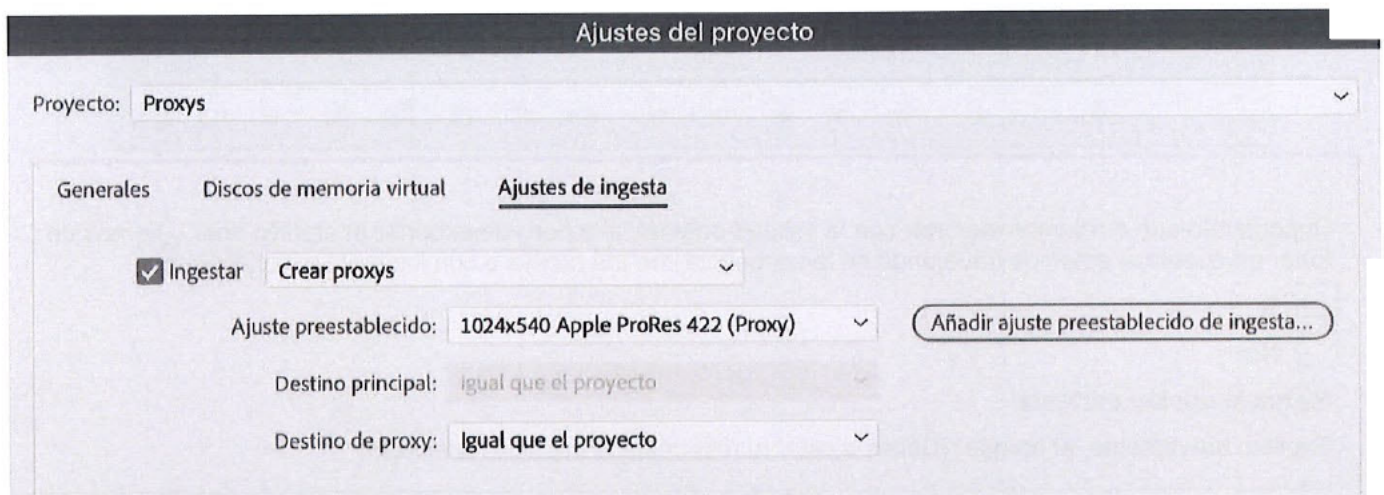 Ajustes del proyecto
Proyecto: Proxys
Generales Discos de memoria virtual Ajustes de ingesta
Ingestar Crear proxys
Ajuste preestablecido: 1024x540 Apple ProRes 422 (Proxy) Añadir ajuste preestablecido de ingesta...
Destino principal: Igual que el proyecto
Destino de proxy: Igual que el proyecto